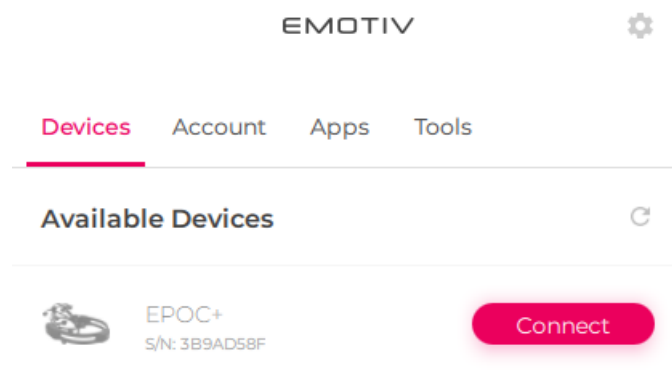 EMOTIV
Devices Account Apps Tools
Available Devices
EPOC+
S/N: 3B9AD58F
Connect